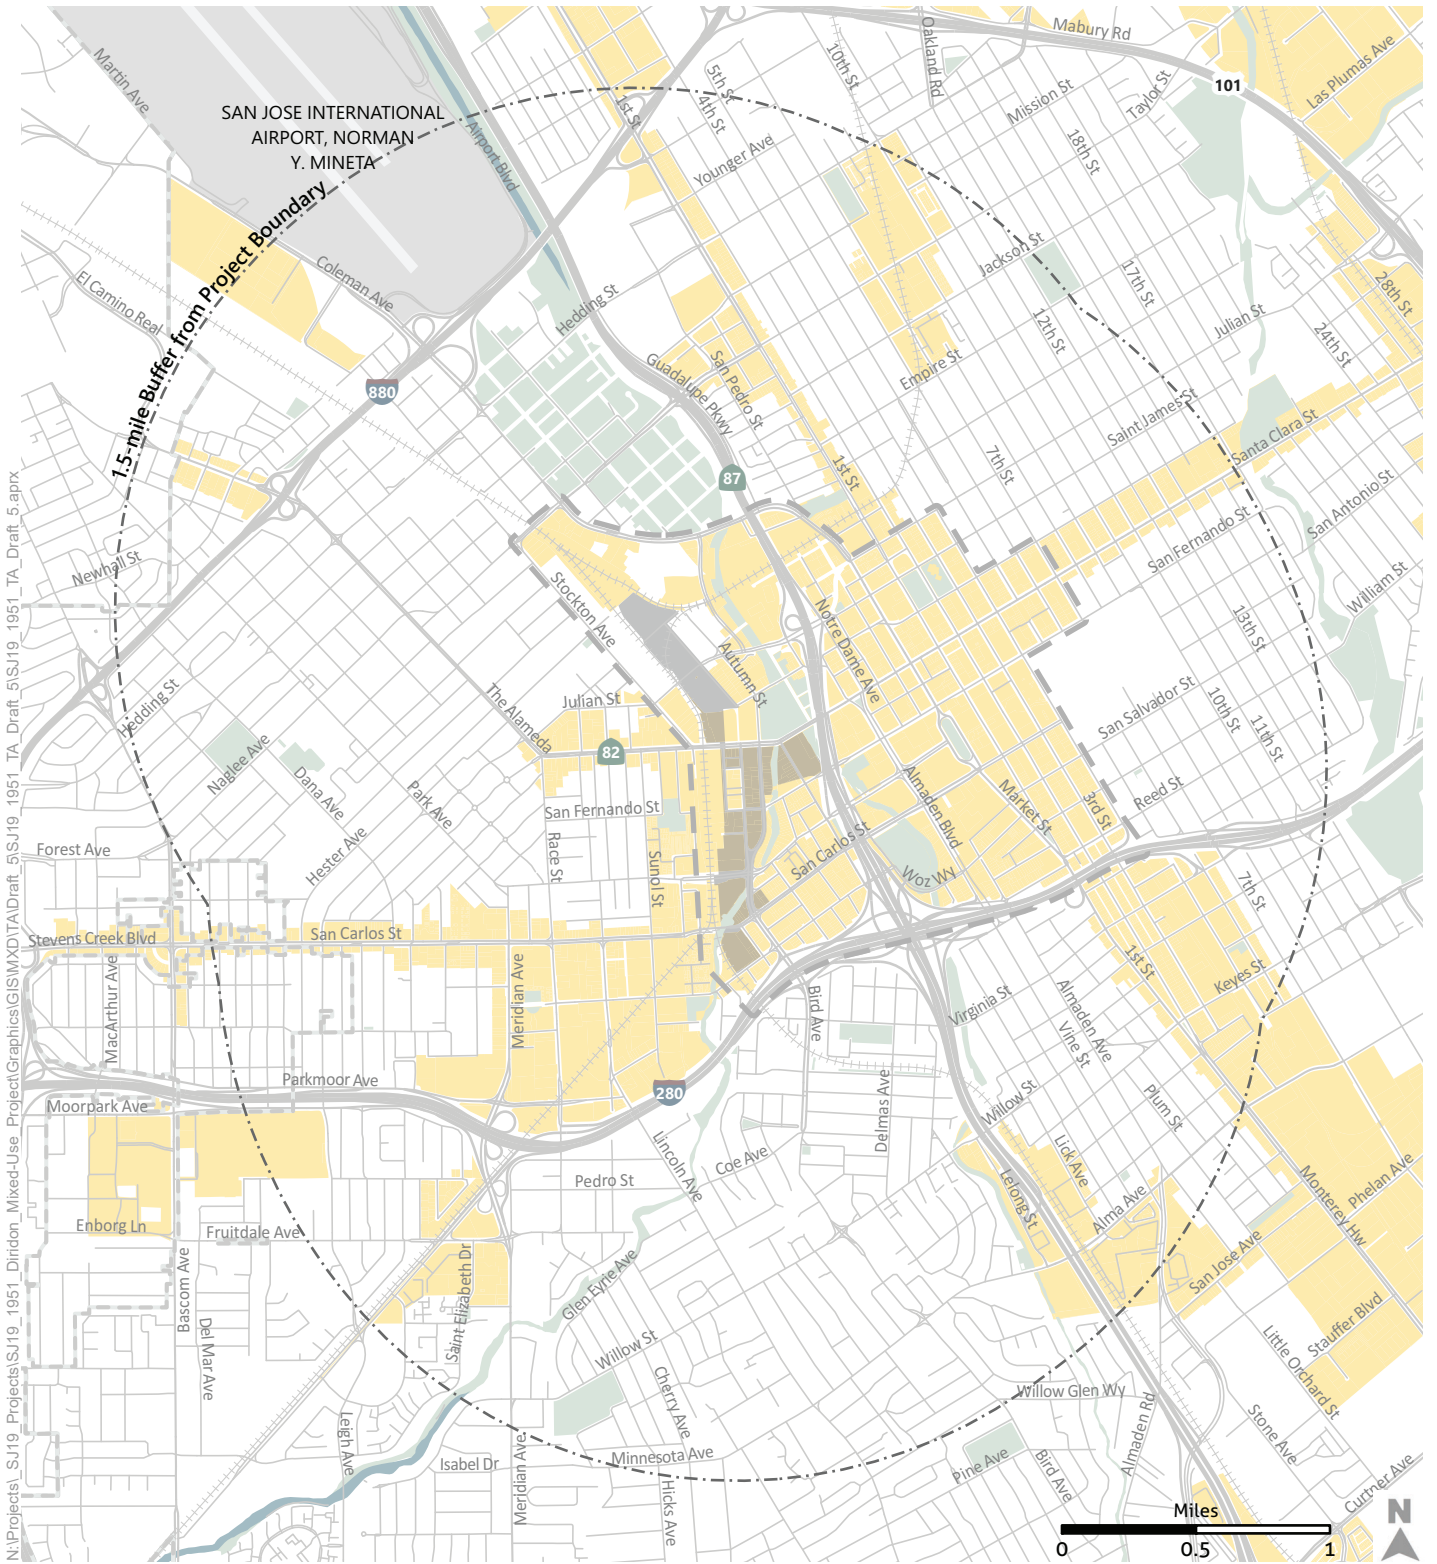 Mabury Rd
Oakland Rd
10th St
5th St
4th St
1st St
Martin Ave
SAN JOSE INTERNATIONAL
AIRPORT, NORMAN
Y. MINETA
Airport Blvd
101
Las Plumas Ave
Taylor St
Mission St
18th St
Younger Ave
1.5-mile Buffer from Project Boundary
El Camino Real
Coleman Ave
Hedding St
Jackson St
17th St
12th St
28th St
24th St
Julian St
Guadalupe Pkwy
San Pedro St
Empire St
880
Saint James St
Santa Clara St
7th St
1st St
87
San Antonio St
San Fernando St
William St
Newhall St
Stockton Ave
Notre Dame Ave
13th St
Autumn St
Hedding St
The Alameda
Julian St
82
San Salvador St
10th St
11th St
Naglee Ave
Dana Ave
Park Ave
San Fernando St
Almaden Blvd
Market St
3rd St
Reed St
Forest Ave
Hester Ave
Race St
Sunol St
San Carlos St
Woz Wy
7th St
Stevens Creek Blvd
San Carlos St
MacArthur Ave
Meridian Ave
Bird Ave
Virginia St
Almaden Ave
Vine St
1st St
Keyes St
Parkmoor Ave
Moorpark Ave
280
Delmas Ave
Willow St
Plum St
Lick Ave
Lelong St
Alma Ave
Lincoln Ave
Coe Ave
Pedro St
Monterey Hw
Phelan Ave
Enborg Ln
Fruitdale Ave
Bascom Ave
Saint Elizabeth Dr
Glen Eyrie Ave
San Jose Ave
Stauffer Blvd
Del Mar Ave
Willow St
Cherry Ave
Little Orchard St
Willow Glen Wy
Leigh Ave
Isabel Dr
Meridian Ave
Minnesota Ave
Hicks Ave
Pine Ave
Bird Ave
Almaden Rd
Stone Ave
Curtner Ave
Miles
0 0.5 1
N
N:\Projects\_SJ19_Projects\SJ19_1951_Diridon_Mixed-Use_Project\Graphics\GIS\MXD\TA\Draft_5\SJ19_1951_TA_Draft_5.aprx